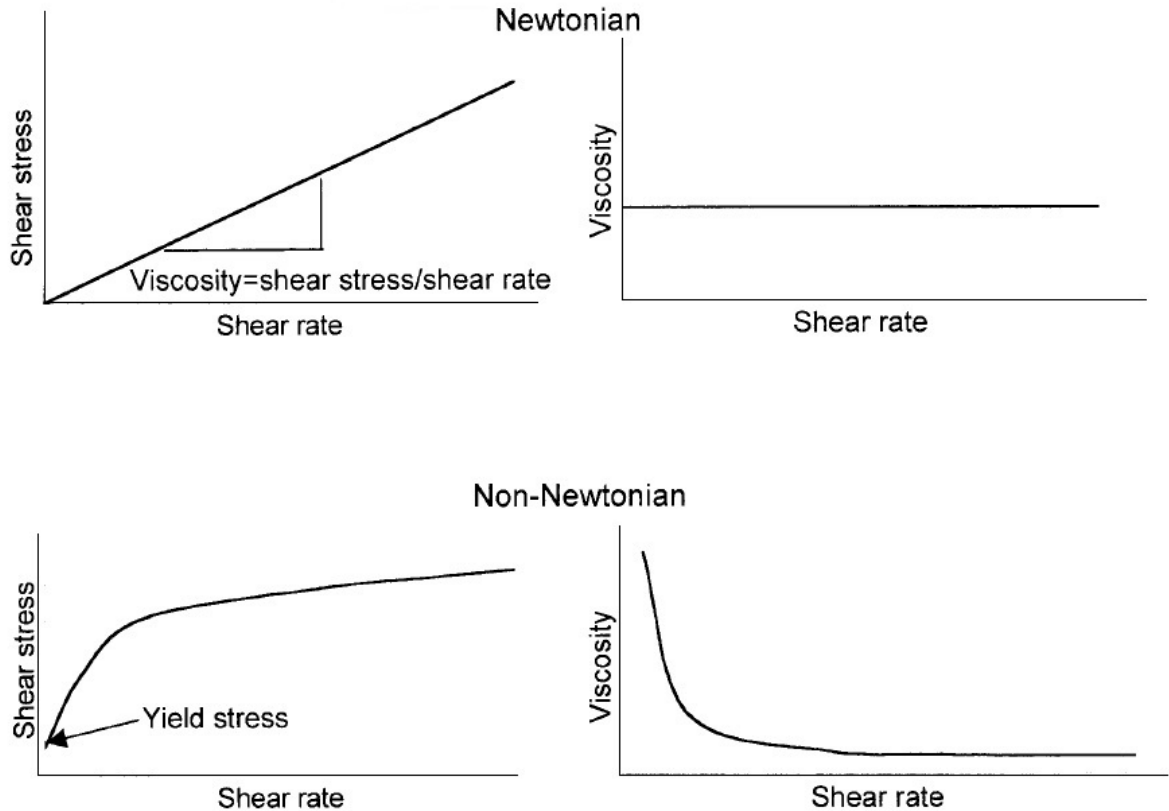 Newtonian
Shear stress
Viscosity=shear stress/shear rate
Shear rate
Viscosity
Shear rate
Non-Newtonian
Shear stress
Yield stress
Shear rate
Viscosity
Shear rate